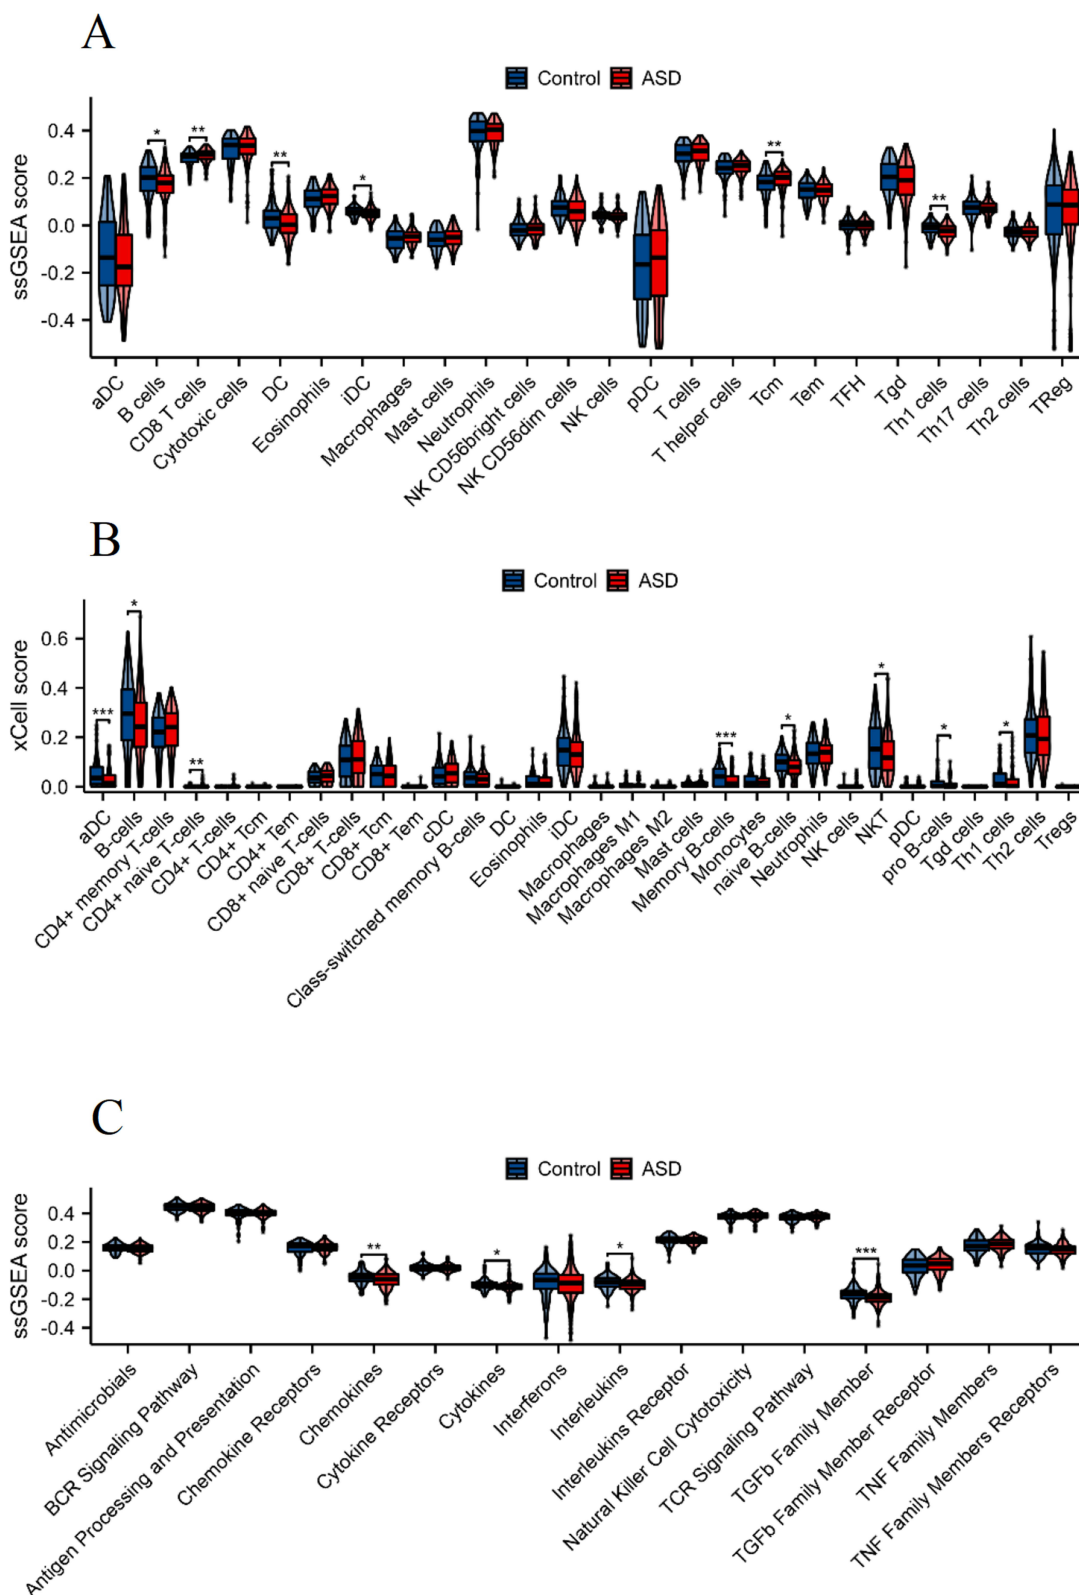 A
Control ASD
ssGSEA score
0.4
0.2
0.0
-0.2
-0.4
* ** ** * ** **
aDC
B cells
CD8 T cells
Cytotoxic cells
DC
Eosinophils
iDC
Macrophages
Mast cells
Neutrophils
NK CD56bright cells
NK CD56dim cells
NK cells
pDC
T cells
T helper cells
Tcm
Tem
TFH
Tgd
Th1 cells
Th17 cells
Th2 cells
TReg
B
Control ASD
xCell score
0.6
0.4
0.2
0.0
*** * ** *** * * * *
aDC
B-cells
CD4+ memory T-cells
CD4+ naive T-cells
CD4+ T-cells
CD4+ Tcm
CD4+ Tem
CD8+ naive T-cells
CD8+ T-cells
CD8+ Tcm
CD8+ Tem
cDC
Class-switched memory B-cells
DC
Eosinophils
iDC
Macrophages
Macrophages M1
Macrophages M2
Mast cells
Memory B-cells
Monocytes
naive B-cells
Neutrophils
NK cells
NKT
pDC
pro B-cells
Tgd cells
Th1 cells
Th2 cells
Tregs
C
Control ASD
ssGSEA score
0.4
0.2
0.0
-0.2
-0.4
** * * ***
Antimicrobials
BCR Signaling Pathway
Antigen Processing and Presentation
Chemokine Receptors
Chemokines
Cytokine Receptors
Cytokines
Interferons
Interleukins
Interleukins Receptor
Natural Killer Cell Cytotoxicity
TCR Signaling Pathway
TGFb Family Member
TGFb Family Member Receptor
TNF Family Members
TNF Family Members Receptors